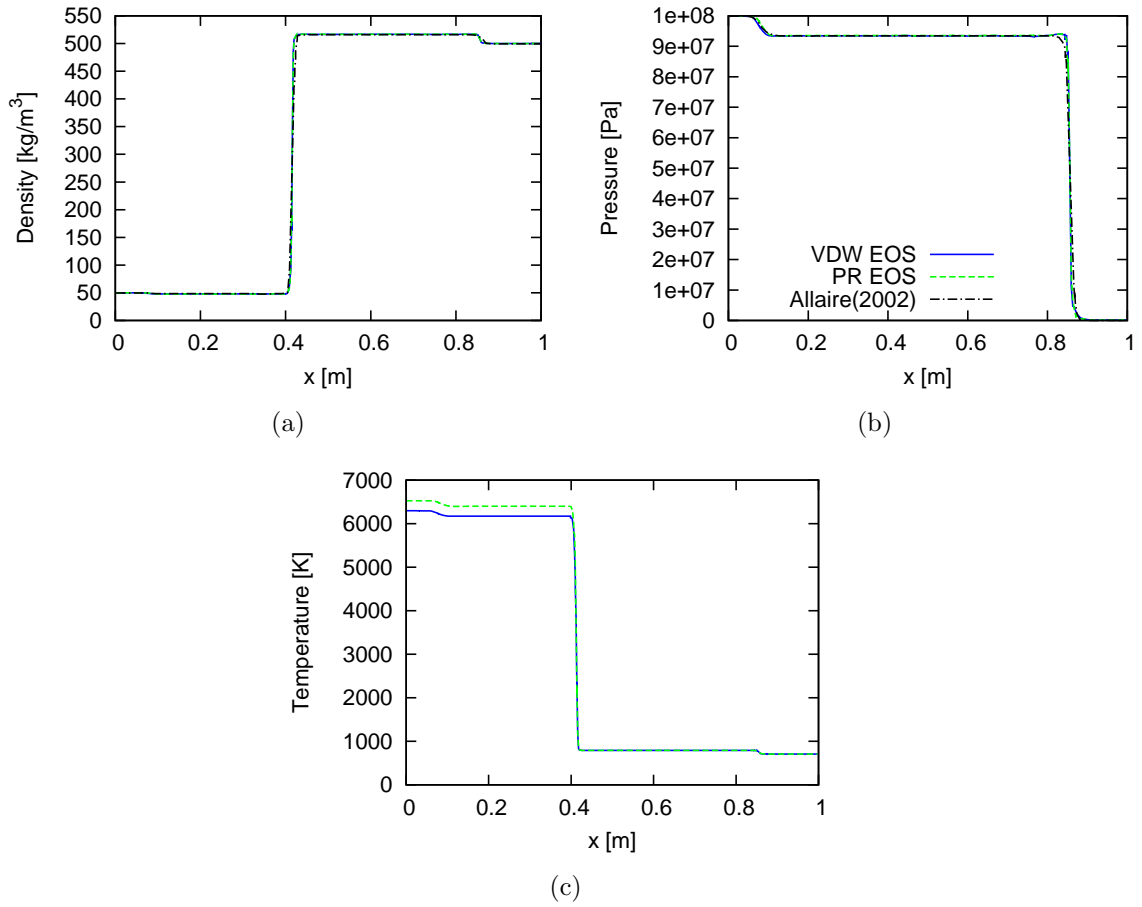 550
500
450
400
350
300
250
200
150
100
50
0
Density [kg/m³]
0 0.2 0.4 0.6 0.8 1
x [m]
(a)
1e+08
9e+07
8e+07
7e+07
6e+07
5e+07
4e+07
3e+07
2e+07
1e+07
0
Pressure [Pa]
VDW EOS
PR EOS
Allaire(2002)
0 0.2 0.4 0.6 0.8 1
x [m]
(b)
7000
6000
5000
4000
3000
2000
1000
0
Temperature [K]
0 0.2 0.4 0.6 0.8 1
x [m]
(c)